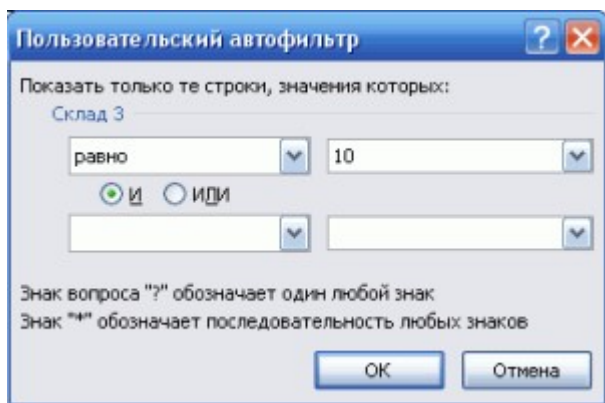 Пользовательский автофильтр
Показать только те строки, значения которых:
Склад 3
равно 10
И ИЛИ
Знак вопроса "?" обозначает один любой знак
Знак "*" обозначает последовательность любых знаков
ОК Отмена